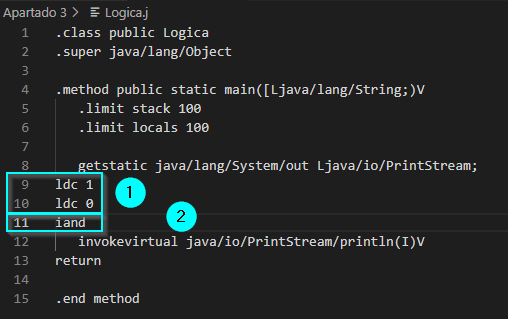 Apartado 3 > Logica.j
1 .class public Logica
2 .super java/lang/Object
3
4 .method public static main([Ljava/lang/String;)V
5 .limit stack 100
6 .limit locals 100
7
8 getstatic java/lang/System/out Ljava/io/PrintStream;
9 ldc 1
10 ldc 0
1
11 iand
2
12 invokevirtual java/io/PrintStream/println(I)V
13 return
14
15 .end method